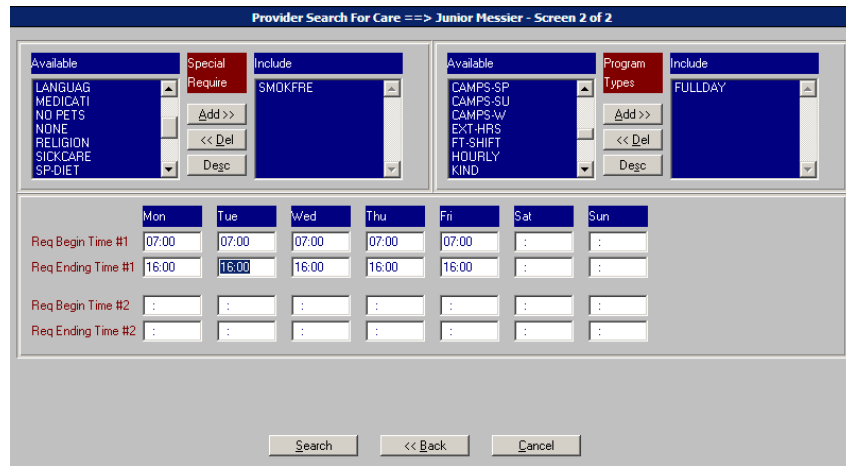 Provider Search For Care ==> Junior Messier - Screen 2 of 2
Available
Special Require
Include
LANGUAG
MEDICATI
NO PETS
NONE
RELIGION
SICKCARE
SP-DIET
Add >>
<< Del
Desc
SMOKFRE
Available
Program Types
Include
CAMPS-SP
CAMPS-SU
CAMPS-W
EXT-HRS
FT-SHIFT
HOURLY
KIND
Add >>
<< Del
Desc
FULLDAY
Mon Tue Wed Thu Fri Sat Sun
Req Begin Time #1 07:00 07:00 07:00 07:00 07:00 : :
Req Ending Time #1 16:00 16:00 16:00 16:00 16:00 : :
Req Begin Time #2 : : : : : : :
Req Ending Time #2 : : : : : : :
Search << Back Cancel